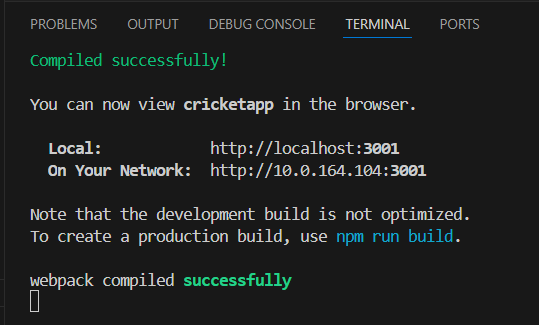 PROBLEMS OUTPUT DEBUG CONSOLE TERMINAL PORTS
Compiled successfully!
You can now view cricketapp in the browser.
Local: http://localhost:3001
On Your Network: http://10.0.164.104:3001
Note that the development build is not optimized.
To create a production build, use npm run build.
webpack compiled successfully